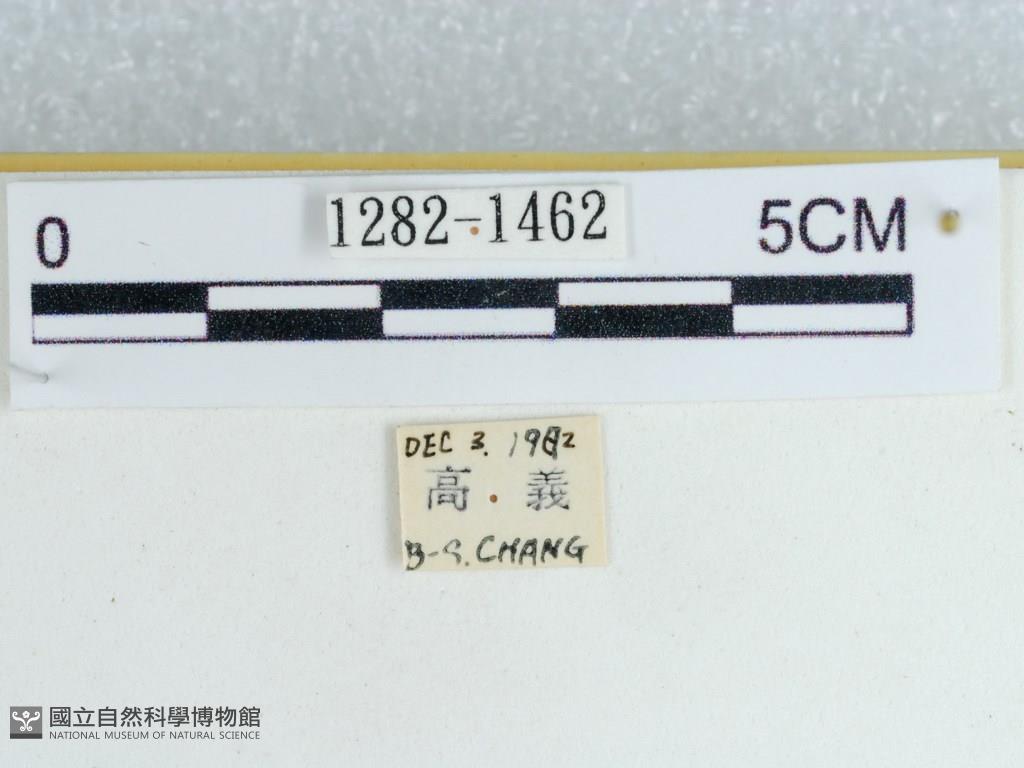 1282-1462
0 5CM
DEC 3. 1982
高 義
B-S. CHANG
國立自然科學博物館
NATIONAL MUSEUM OF NATURAL SCIENCE